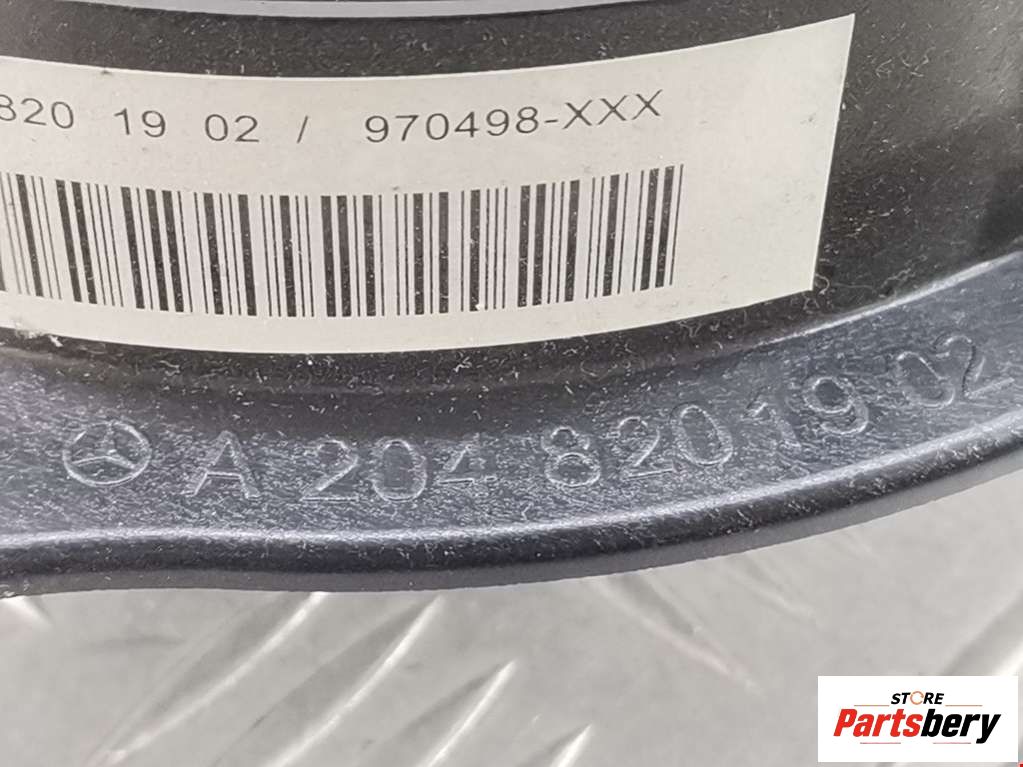 820 19 02 / 970498-XXX
A 204 820 19 02
STORE
Partsbery